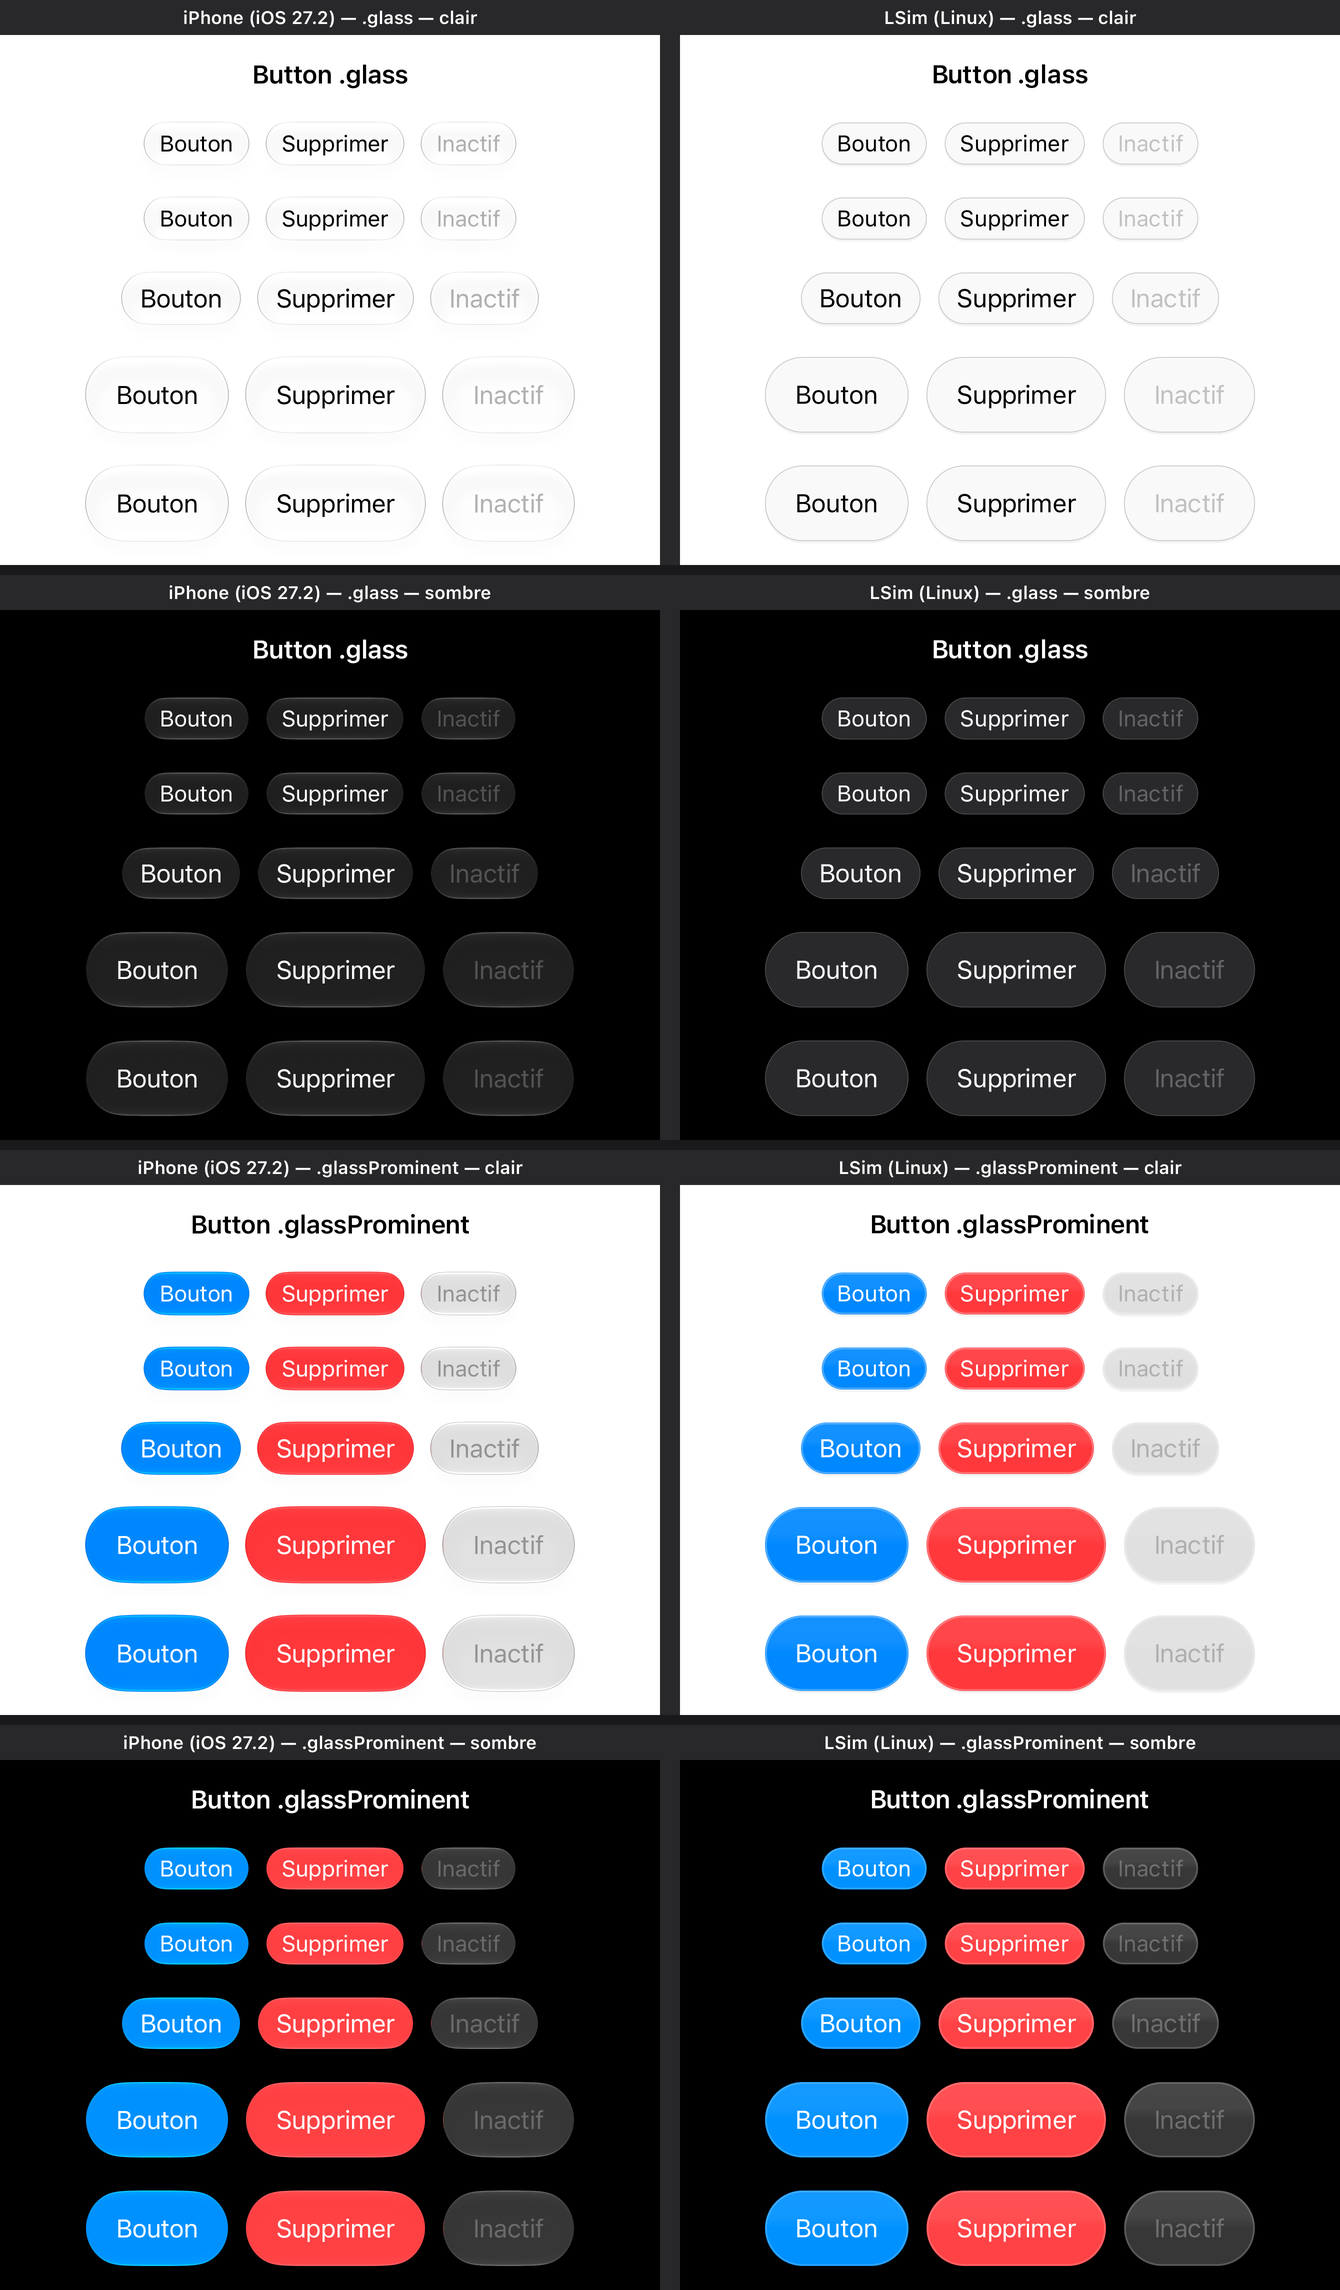 iPhone (iOS 27.2) — .glass — clair
Button .glass
Bouton Supprimer Inactif
Bouton Supprimer Inactif
Bouton Supprimer Inactif
Bouton Supprimer Inactif
Bouton Supprimer Inactif
LSim (Linux) — .glass — clair
Button .glass
Bouton Supprimer Inactif
Bouton Supprimer Inactif
Bouton Supprimer Inactif
Bouton Supprimer Inactif
Bouton Supprimer Inactif
iPhone (iOS 27.2) — .glass — sombre
Button .glass
Bouton Supprimer Inactif
Bouton Supprimer Inactif
Bouton Supprimer Inactif
Bouton Supprimer Inactif
Bouton Supprimer Inactif
LSim (Linux) — .glass — sombre
Button .glass
Bouton Supprimer Inactif
Bouton Supprimer Inactif
Bouton Supprimer Inactif
Bouton Supprimer Inactif
Bouton Supprimer Inactif
iPhone (iOS 27.2) — .glassProminent — clair
Button .glassProminent
Bouton Supprimer Inactif
Bouton Supprimer Inactif
Bouton Supprimer Inactif
Bouton Supprimer Inactif
Bouton Supprimer Inactif
LSim (Linux) — .glassProminent — clair
Button .glassProminent
Bouton Supprimer Inactif
Bouton Supprimer Inactif
Bouton Supprimer Inactif
Bouton Supprimer Inactif
Bouton Supprimer Inactif
iPhone (iOS 27.2) — .glassProminent — sombre
Button .glassProminent
Bouton Supprimer Inactif
Bouton Supprimer Inactif
Bouton Supprimer Inactif
Bouton Supprimer Inactif
Bouton Supprimer Inactif
LSim (Linux) — .glassProminent — sombre
Button .glassProminent
Bouton Supprimer Inactif
Bouton Supprimer Inactif
Bouton Supprimer Inactif
Bouton Supprimer Inactif
Bouton Supprimer Inactif